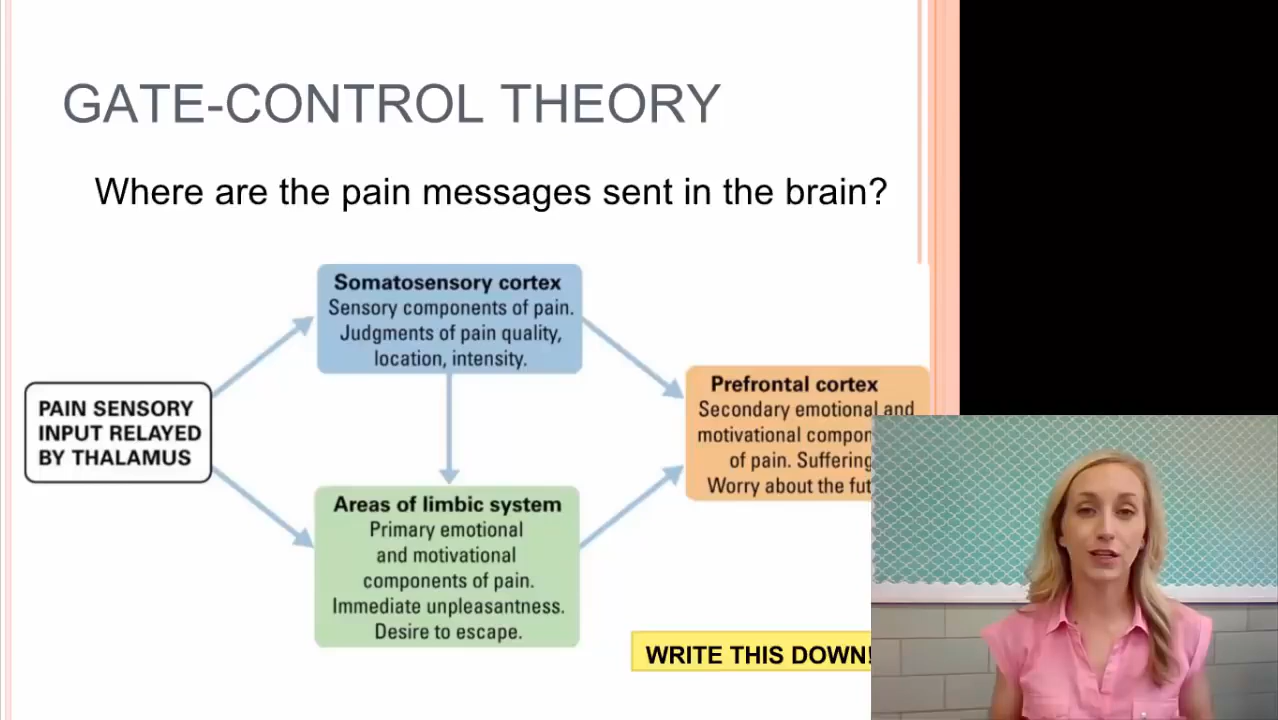 GATE-CONTROL THEORY
Where are the pain messages sent in the brain?
Somatosensory cortex
Sensory components of pain.
Judgments of pain quality,
location, intensity.
PAIN SENSORY
INPUT RELAYED
BY THALAMUS
Prefrontal cortex
Secondary emotional and
motivational
of pain. Suffering
Worry about the
Areas of limbic system
Primary emotional
and motivational
components of pain.
Immediate unpleasantness.
Desire to escape.
WRITE THIS DOWN!